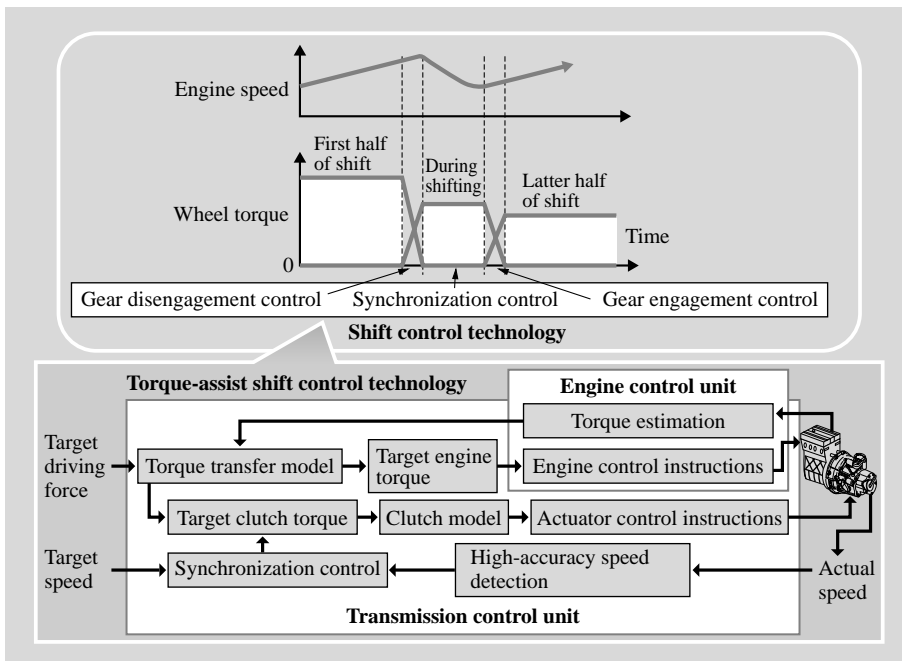 Engine speed
First half
of shift
During
shifting
Latter half
of shift
Wheel torque
Time
0
Gear disengagement control
Synchronization control
Gear engagement control
Shift control technology
Torque-assist shift control technology
Engine control unit
Torque estimation
Target
driving
force
Torque transfer model
Target engine
torque
Engine control instructions
Target clutch torque
Clutch model
Actuator control instructions
Target
speed
Synchronization control
High-accuracy speed
detection
Actual
speed
Transmission control unit